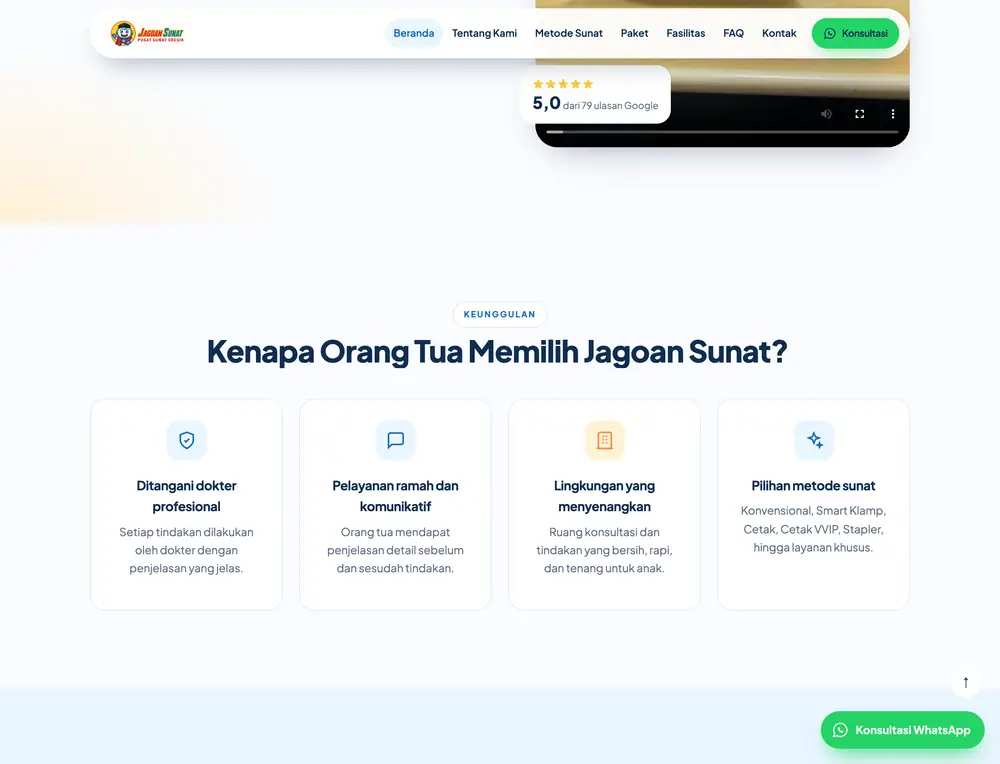 JAGOAN SUNAT
PUSAT SUNAT GRESIK
Beranda
Tentang Kami
Metode Sunat
Paket
Fasilitas
FAQ
Kontak
Konsultasi
5,0 dari 79 ulasan Google
KEUNGGULAN
Kenapa Orang Tua Memilih Jagoan Sunat?
Ditangani dokter
profesional
Setiap tindakan dilakukan
oleh dokter dengan
penjelasan yang jelas.
Pelayanan ramah dan
komunikatif
Orang tua mendapat
penjelasan detail sebelum
dan sesudah tindakan.
Lingkungan yang
menyenangkan
Ruang konsultasi dan
tindakan yang bersih, rapi,
dan tenang untuk anak.
Pilihan metode sunat
Konvensional, Smart Klamp,
Cetak, Cetak VVIP, Stapler,
hingga layanan khusus.
Konsultasi WhatsApp